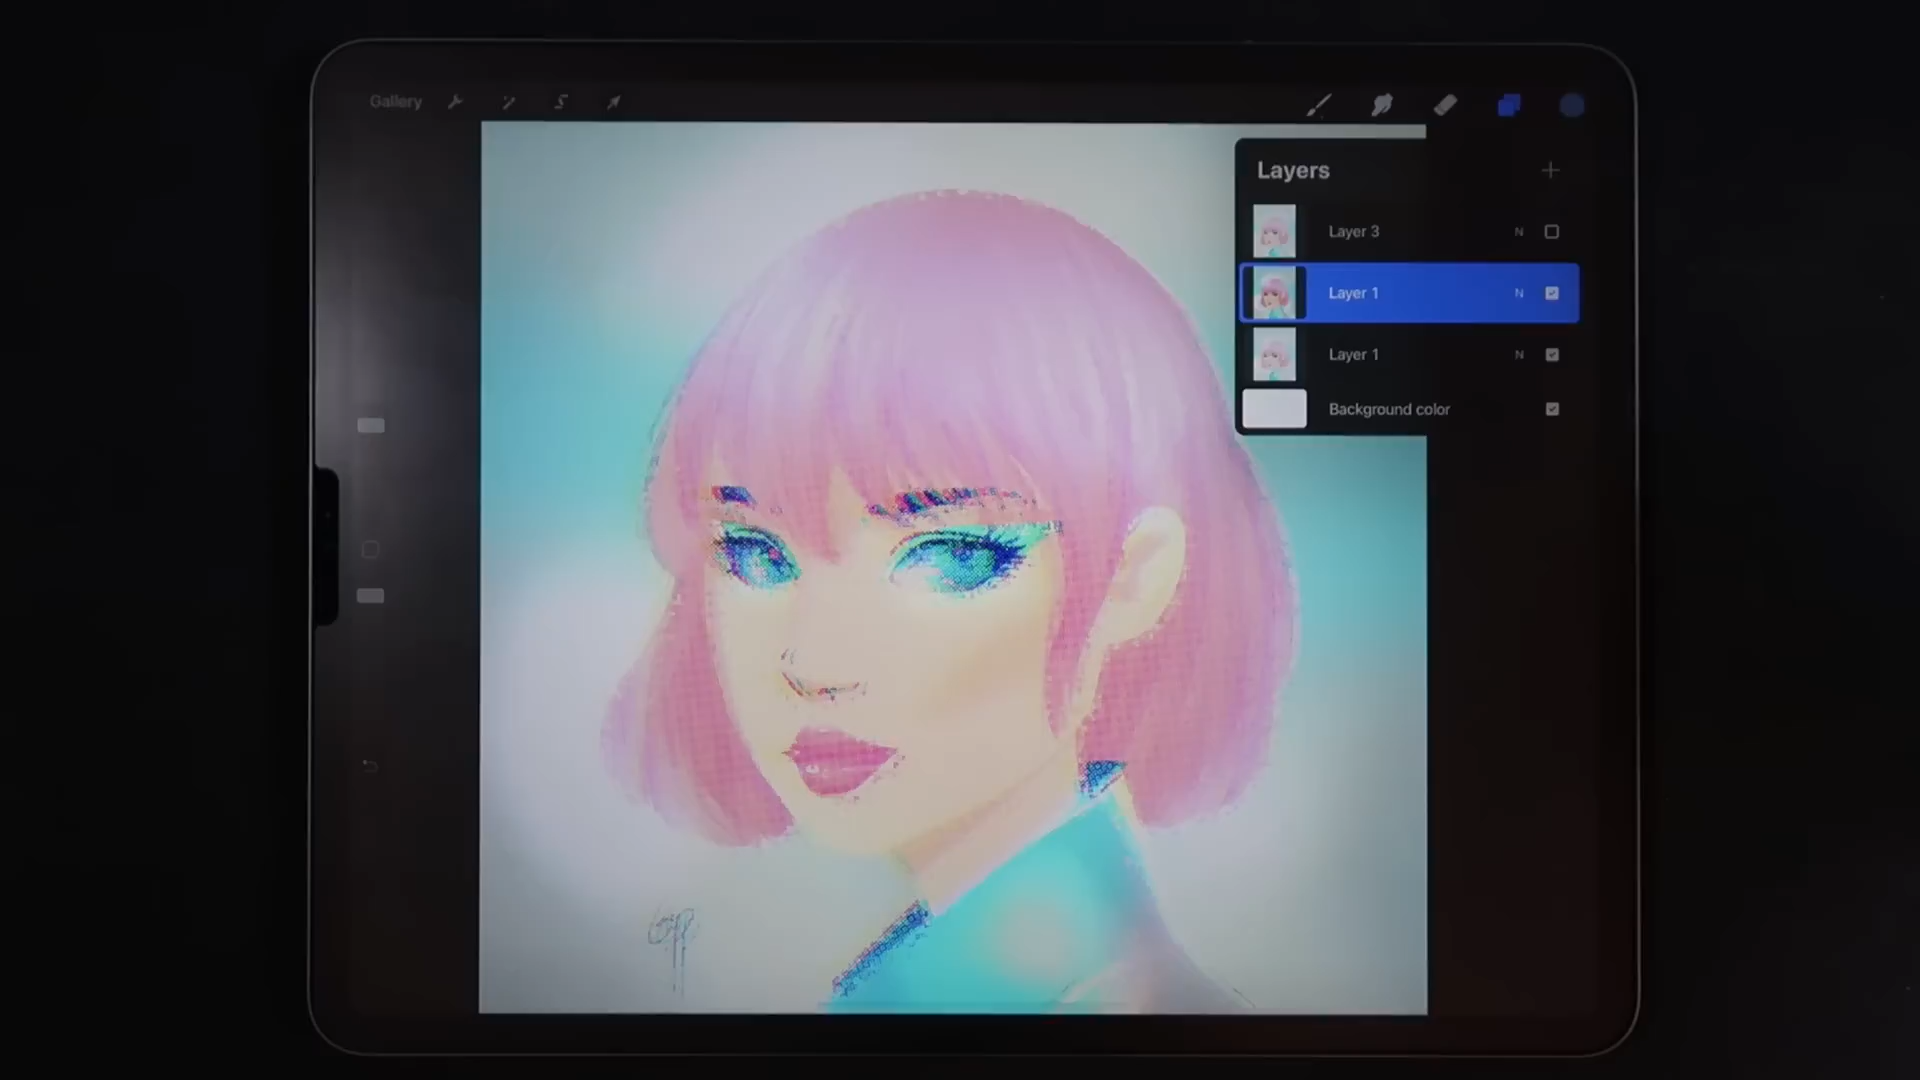 Gallery
Layers
Layer 3 N
Layer 1 N
Layer 1 N
Background color